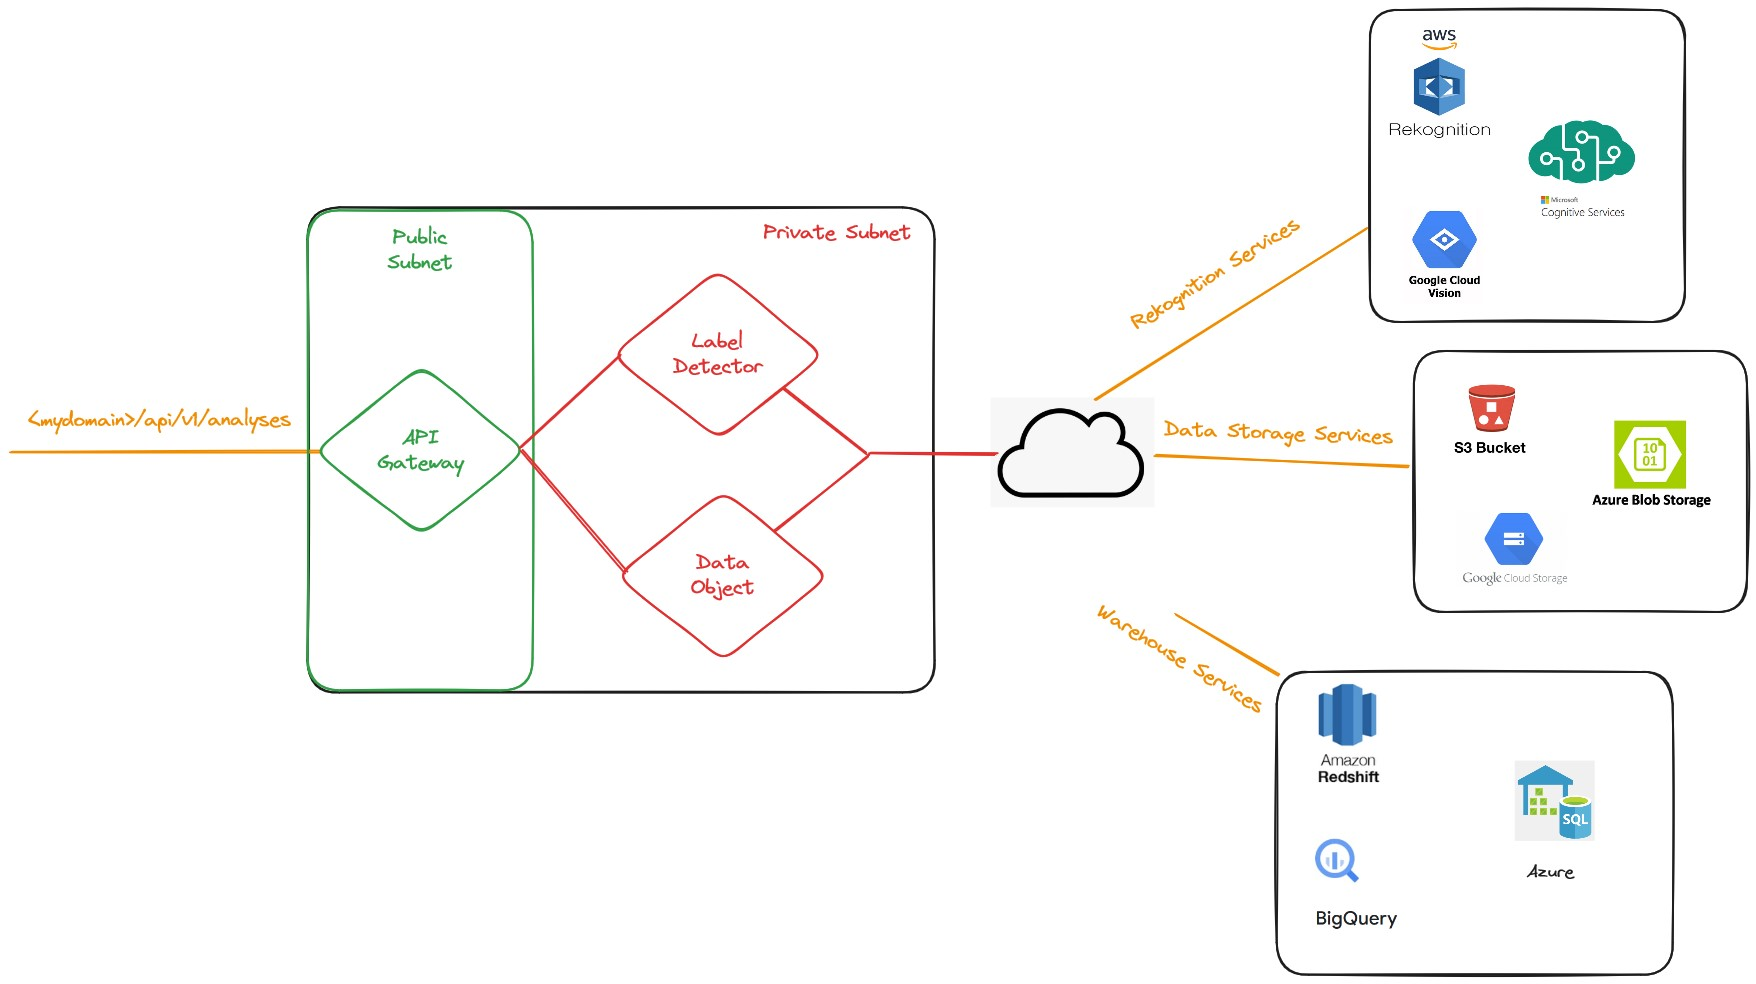 <mydomain>/api/V1/analyses
Public
Subnet
API
Gateway
Private Subnet
Label
Detector
Data
Object
Rekognition Services
Data Storage Services
Warehouse Services
aws
Rekognition
Microsoft
Cognitive Services
Google Cloud
Vision
S3 Bucket
10
01
Azure Blob Storage
Google Cloud Storage
Amazon
Redshift
SQL
Azure
BigQuery